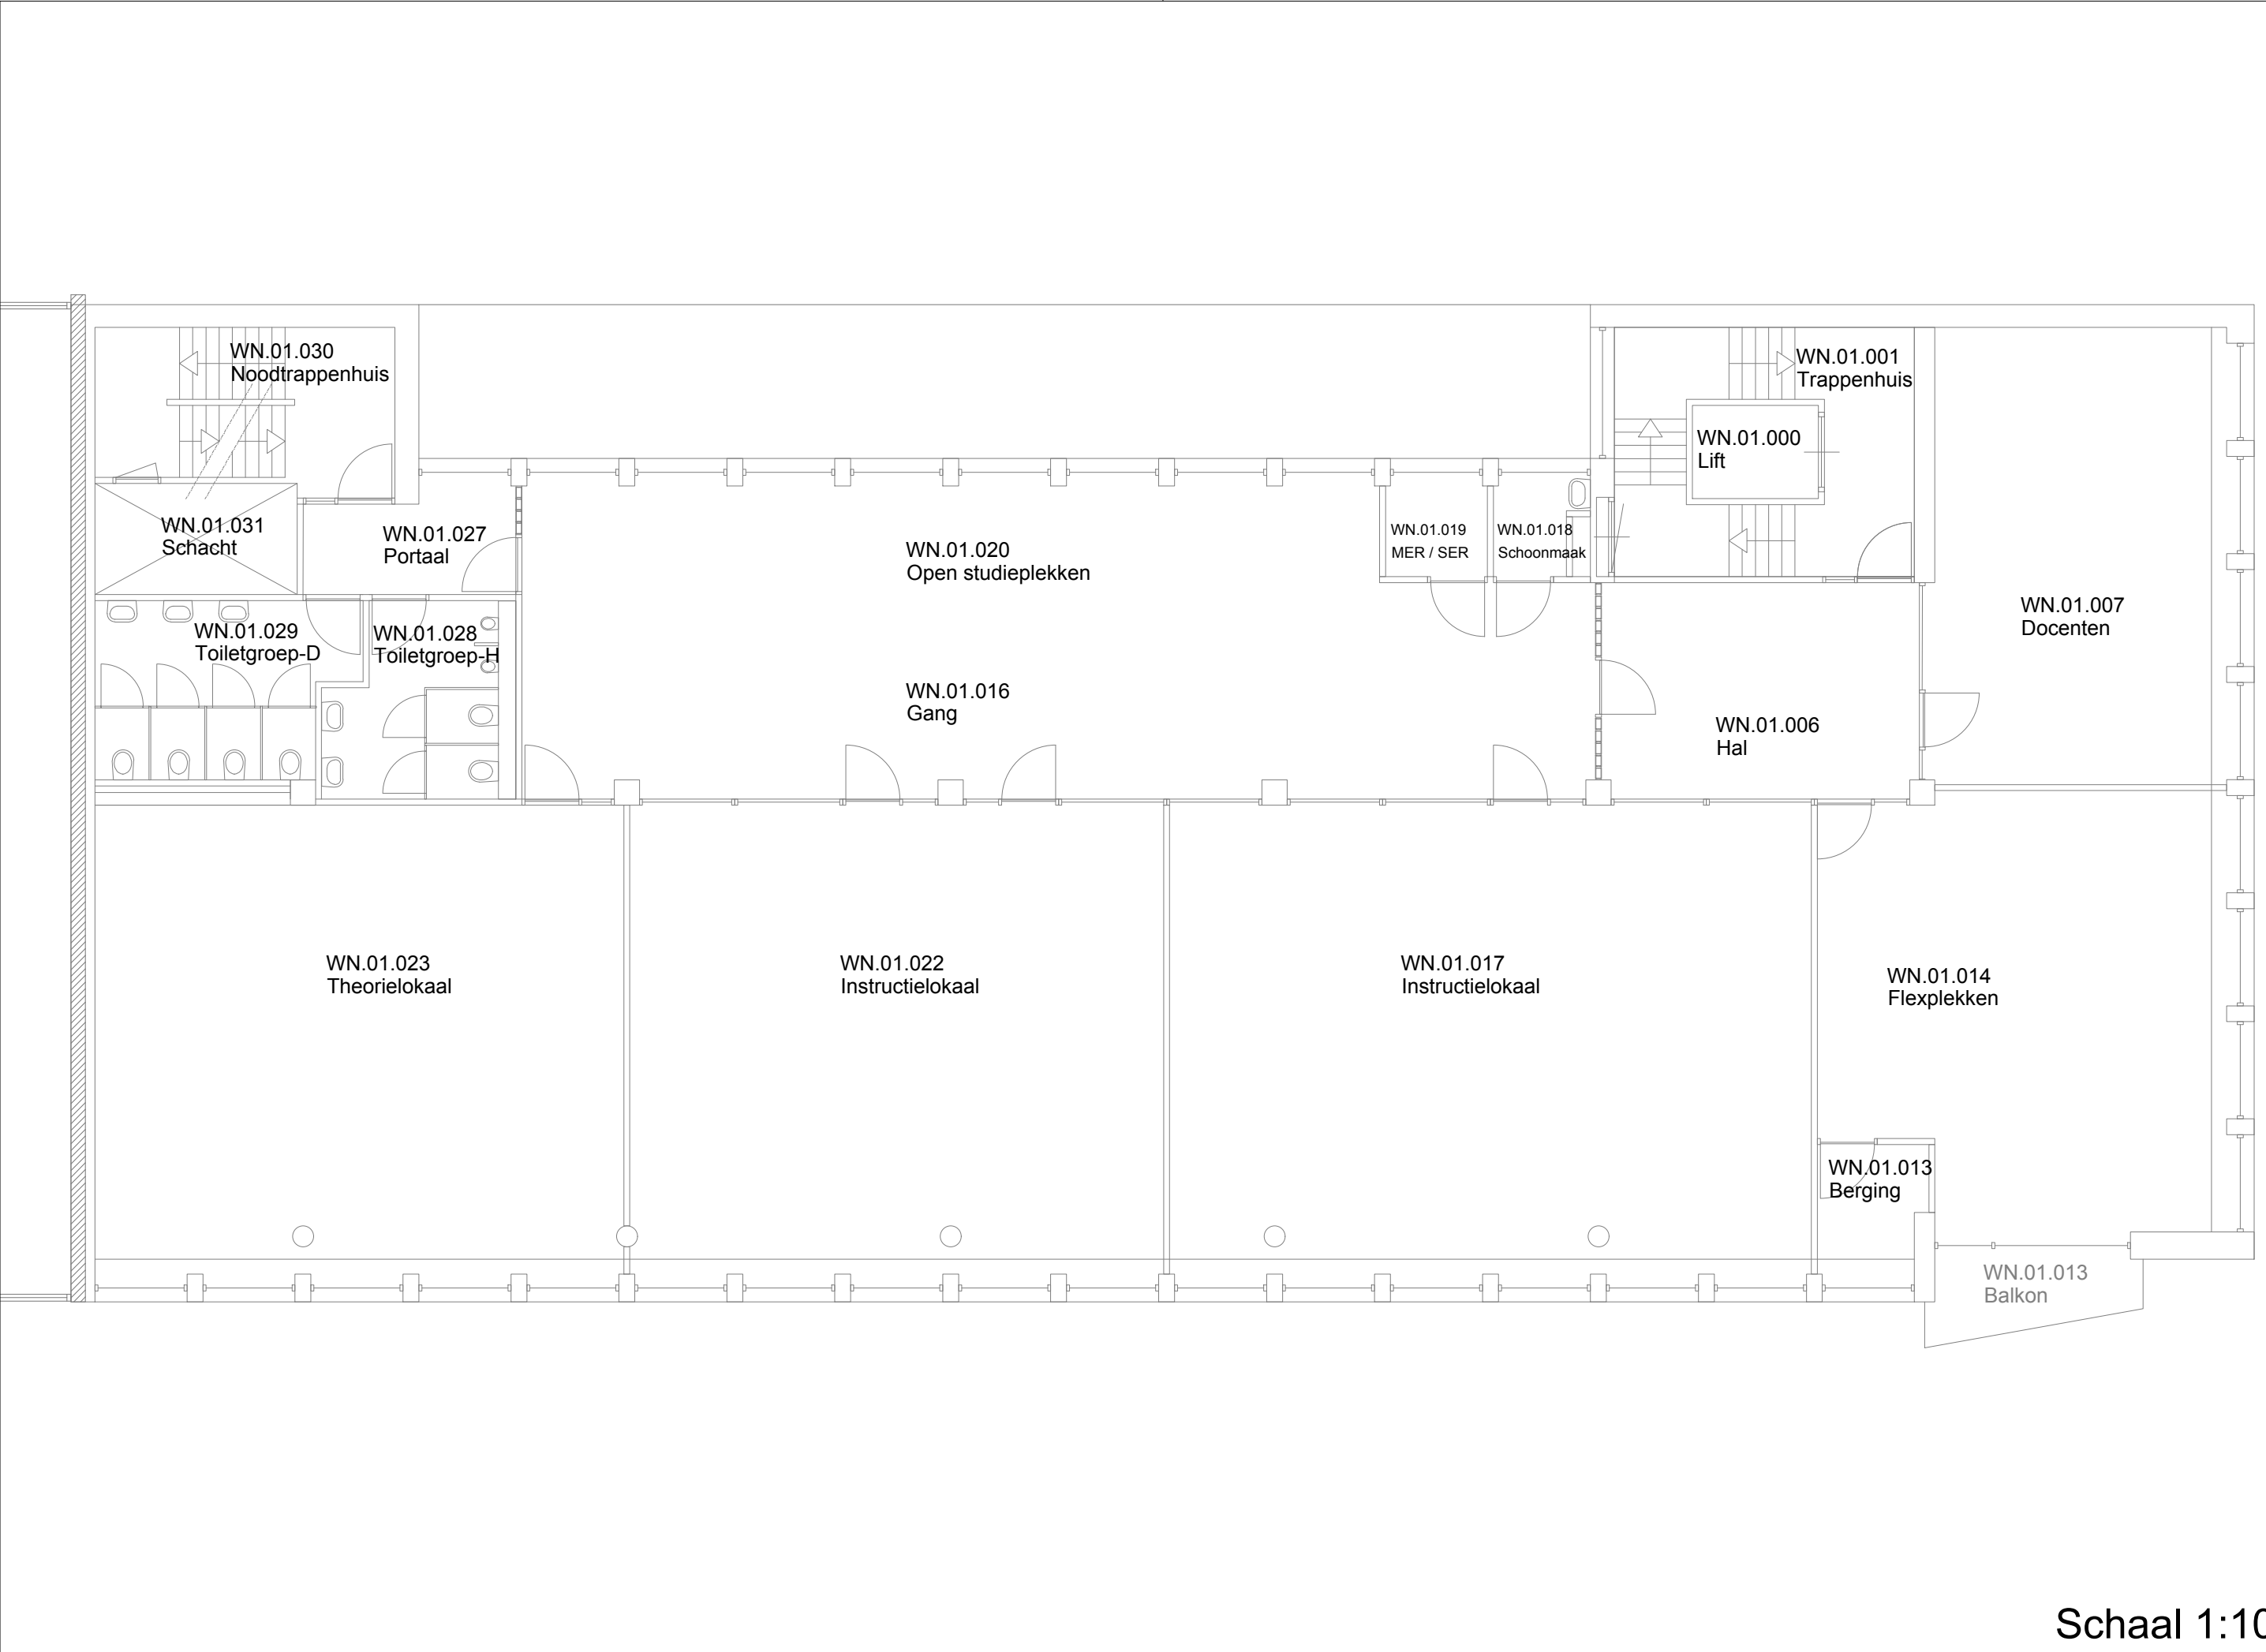 WN.01.030
Noodtrappenhuis
WN.01.001
Trappenhuis
WN.01.000
Lift
WN.01.031
Schacht
WN.01.027
Portaal
WN.01.020
Open studieplekken
WN.01.019
MER / SER
WN.01.018
Schoonmaak
WN.01.007
Docenten
WN.01.029
Toiletgroep-D
WN.01.028
Toiletgroep-H
WN.01.016
Gang
WN.01.006
Hal
WN.01.023
Theorielokaal
WN.01.022
Instructielokaal
WN.01.017
Instructielokaal
WN.01.014
Flexplekken
WN.01.013
Berging
WN.01.013
Balkon
Schaal 1:10